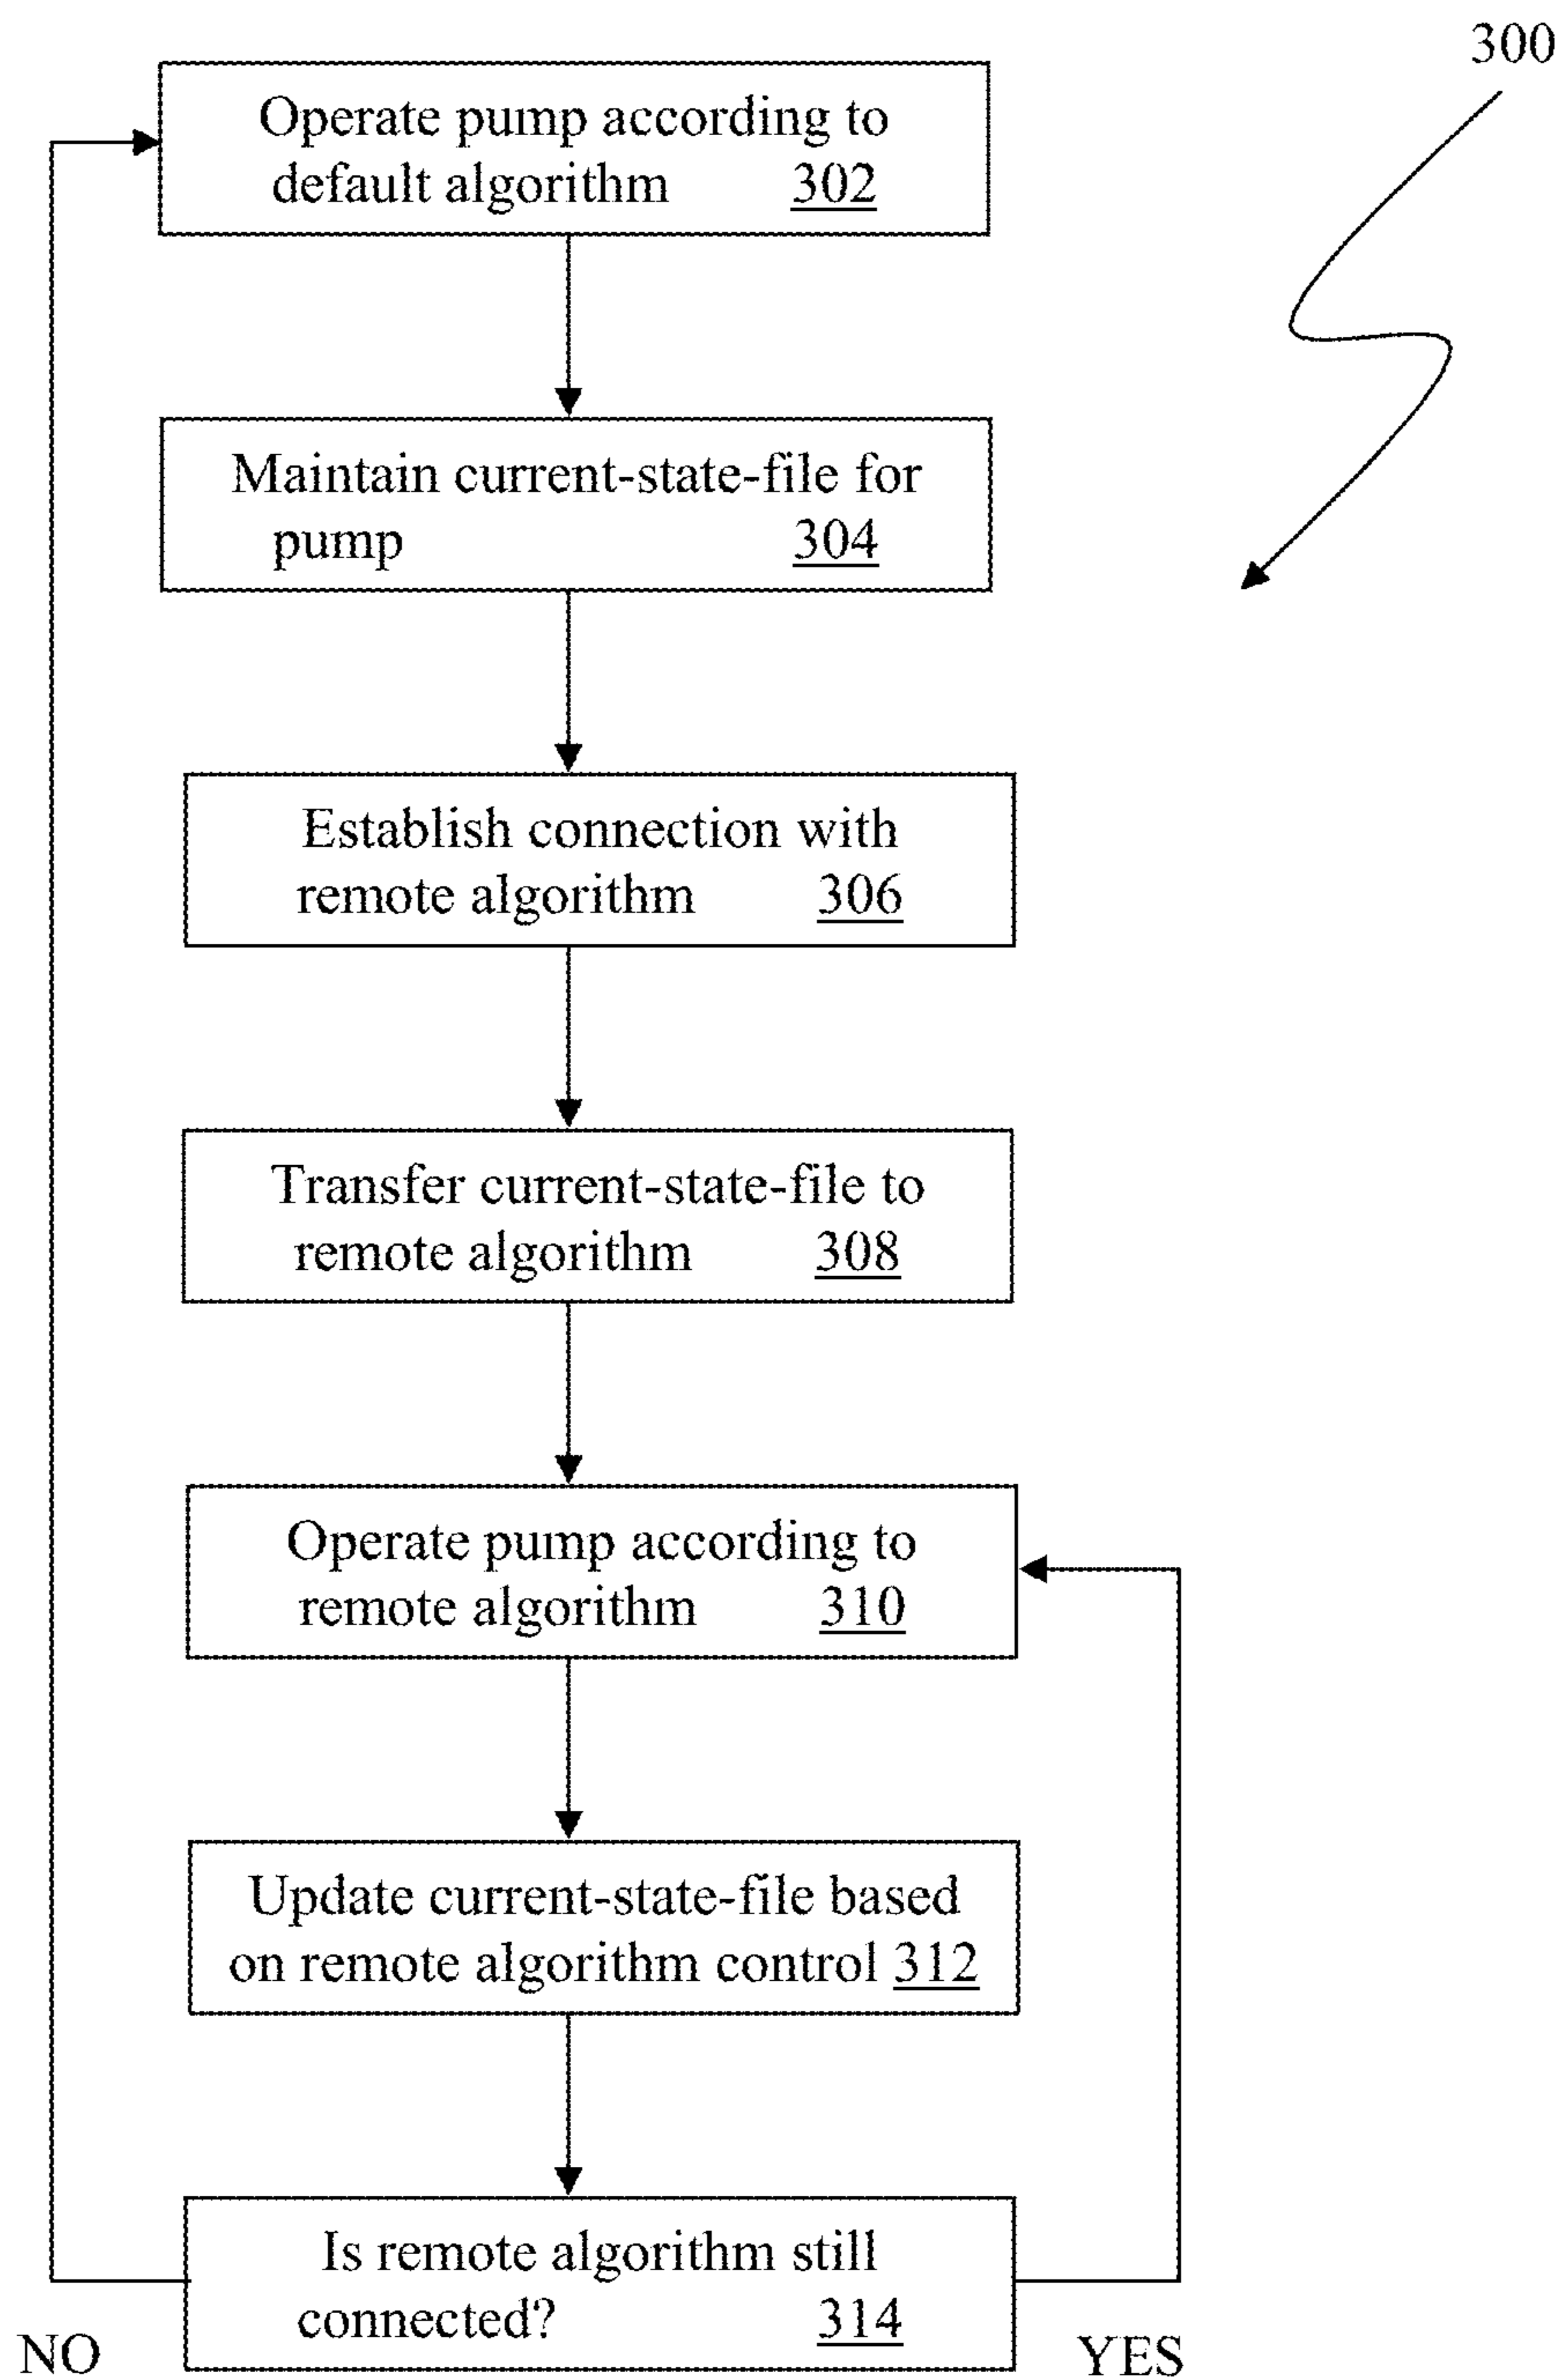 300
Operate pump according to
default algorithm 302
Maintain current-state-file for
pump 304
Establish connection with
remote algorithm 306
Transfer current-state-file to
remote algorithm 308
Operate pump according to
remote algorithm 310
Update current-state-file based
on remote algorithm control 312
Is remote algorithm still
connected? 314
NO
YES